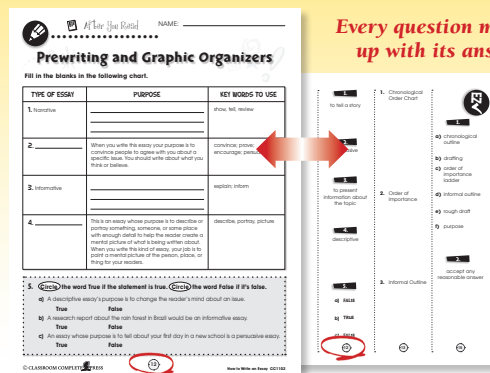 After You Read
NAME:
Prewriting and Graphic Organizers
Fill in the blanks in the following chart.
TYPE OF ESSAY PURPOSE KEY WORDS TO USE
1. Narrative
show, tell, review
2.
When you write this essay your purpose is to
convince people to agree with you about a
specific issue. You should write about what you
think or believe.
convince; prove;
encourage;
3. Informative
explain; inform
4.
This is an essay whose purpose is to describe or
portray something, someone, or some place
with enough detail to help the reader create a
mental picture of what is being written about.
When you write this kind of essay, your job is to
paint a mental picture of the person, place, or
thing for your readers.
describe, portray, picture
5. Circle the word True if the statement is true. Circle the word False if it's false.
a) A descriptive essay's purpose is to change the reader's mind about an issue.
True False
b) A research report about the rain forest in Brazil would be an informative essay.
True False
c) An essay whose purpose is to tell about your first day in a new school is a persuasive essay.
True False
© CLASSROOM COMPLETE PRESS
12
How to Write an Essay CC1102
Every question
up with its
1.
to tell a story
2.
3.
to present
information about
the topic
4.
descriptive
5.
a) FALSE
b) TRUE
c) FALSE
12
1. Chronological
Order Chart
2. Order of
Importance
3. Informal Outline
EZ
1.
a) chronological
outline
b) drafting
c) order of
importance
ladder
d) informal outline
e) rough draft
f) purpose
2.
accept any
reasonable answer